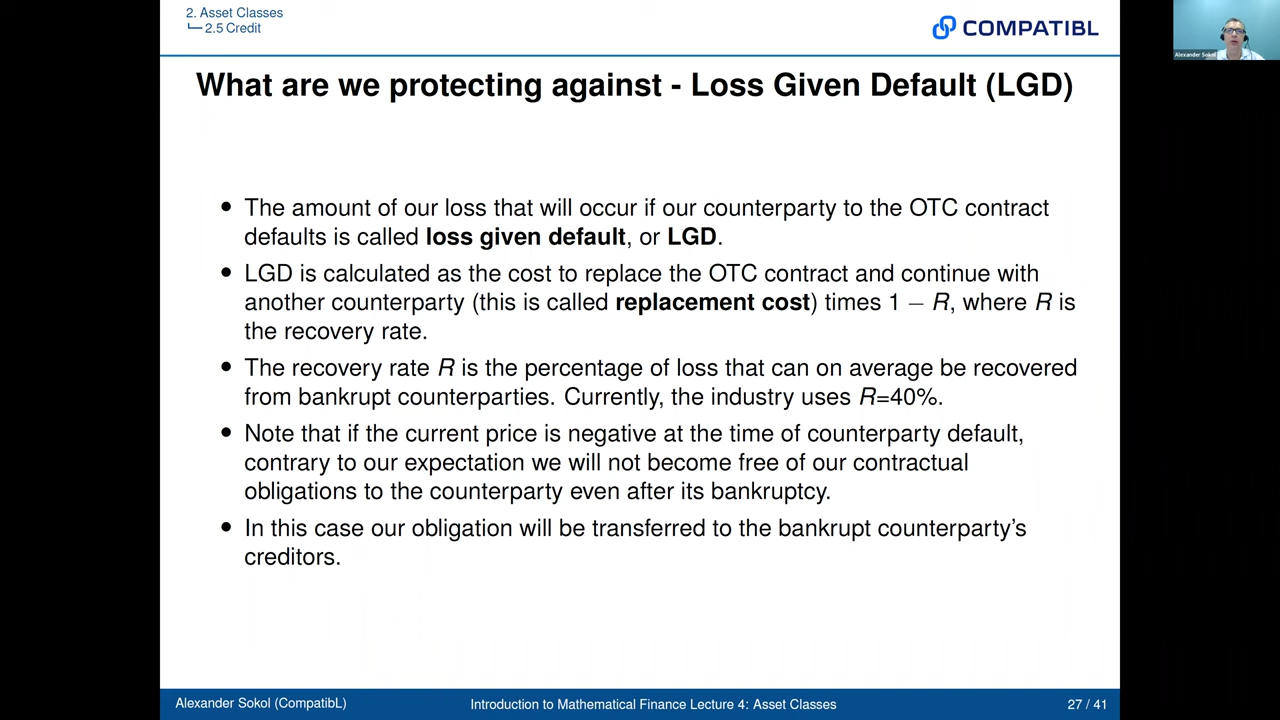 2. Asset Classes
2.5 Credit
COMPATIBL
Alexander Sokol
What are we protecting against - Loss Given Default (LGD)
• The amount of our loss that will occur if our counterparty to the OTC contract
defaults is called loss given default, or LGD.
• LGD is calculated as the cost to replace the OTC contract and continue with
another counterparty (this is called replacement cost) times 1 − R, where R is
the recovery rate.
• The recovery rate R is the percentage of loss that can on average be recovered
from bankrupt counterparties. Currently, the industry uses R=40%.
• Note that if the current price is negative at the time of counterparty default,
contrary to our expectation we will not become free of our contractual
obligations to the counterparty even after its bankruptcy.
• In this case our obligation will be transferred to the bankrupt counterparty's
creditors.
Alexander Sokol (CompatibL)
Introduction to Mathematical Finance Lecture 4: Asset Classes
27 / 41